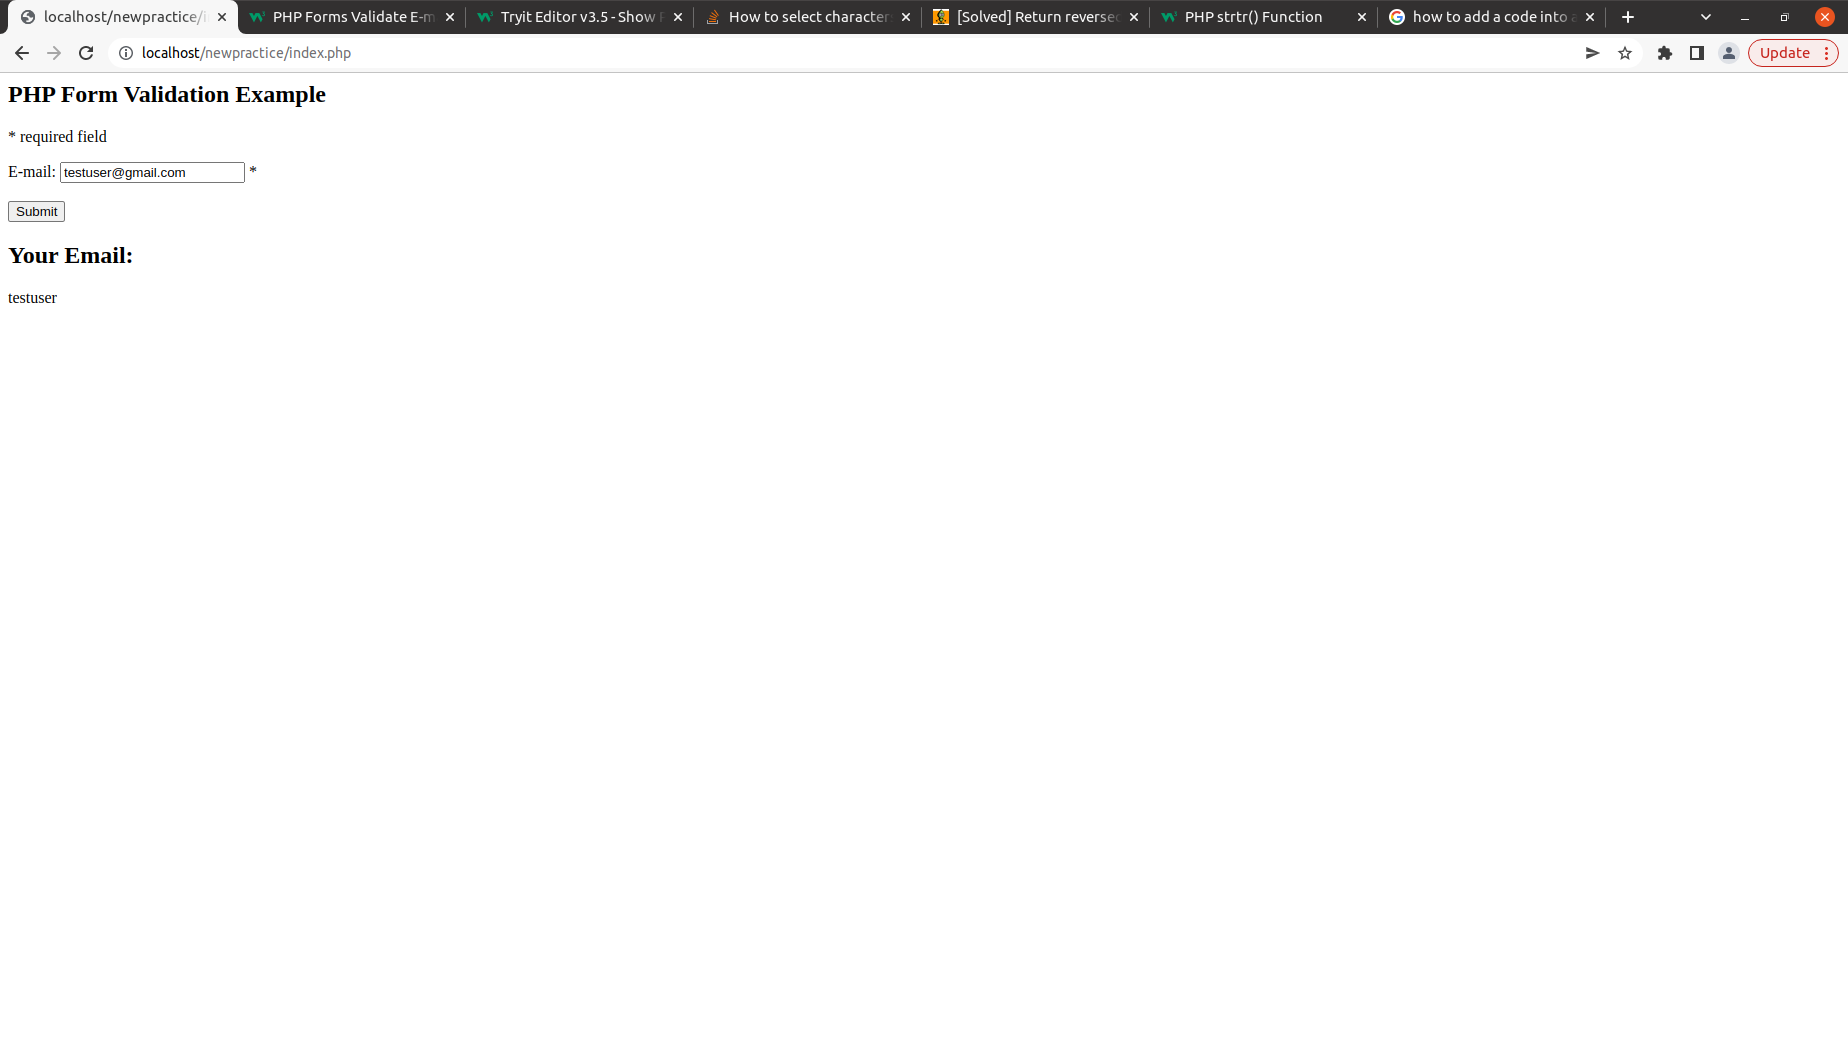 localhost/newpractice/i
PHP Forms Validate E-m
Tryit Editor v3.5 - Show
How to select character
[Solved] Return reversed
PHP strtr() Function
how to add a code into a
localhost/newpractice/index.php
Update
PHP Form Validation Example
* required field
E-mail: testuser@gmail.com *
Submit
Your Email:
testuser